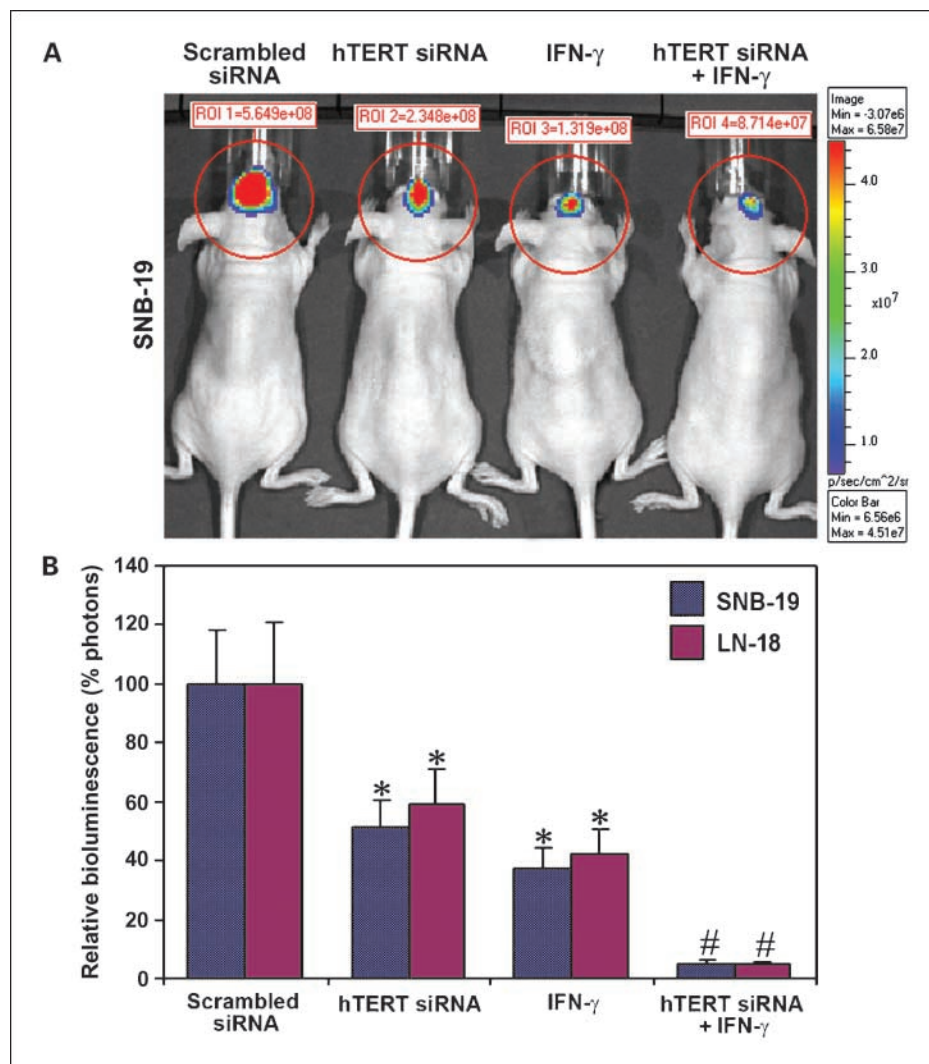 A
Scrambled
siRNA
hTERT siRNA
IFN-γ
hTERT siRNA
+ IFN-γ
ROI 1=5.649e+08
ROI 2=2.348e+08
ROI 3=1.319e+08
ROI 4=8.714e+07
Image
Min = -3.07e6
Max = 6.58e7
4.0
3.0
x10⁷
2.0
1.0
p/sec/cm^2/sr
Color Bar
Min = 6.56e6
Max = 4.51e7
SNB-19
B
Relative bioluminescence (% photons)
140
120
100
80
60
40
20
0
SNB-19
LN-18
*
*
*
*
#
#
Scrambled
siRNA
hTERT siRNA
IFN-γ
hTERT siRNA
+ IFN-γ